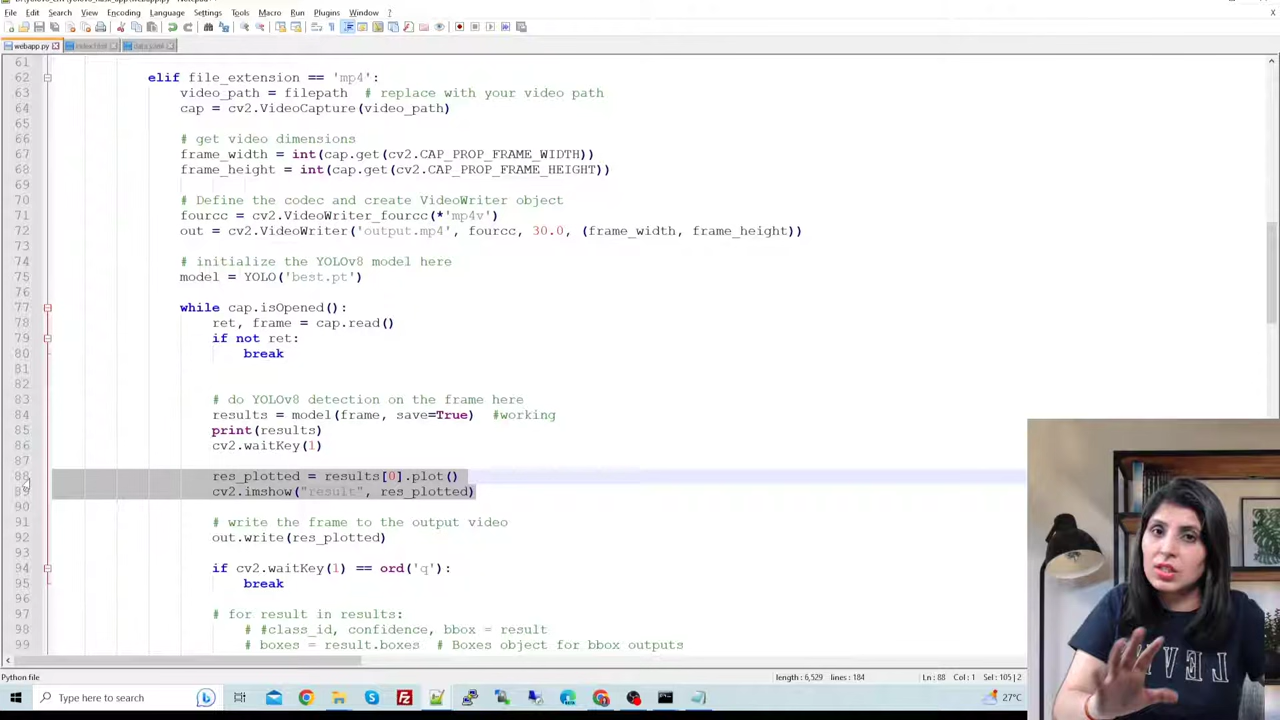 File Edit Search View Encoding Language Settings Tools Macro Run Plugins Window ?
X
webapp.py
61
62 elif file_extension == 'mp4':
63 video_path = filepath # replace with your video path
64 cap = cv2.VideoCapture(video_path)
65
66 # get video dimensions
67 frame_width = int(cap.get(cv2.CAP_PROP_FRAME_WIDTH))
68 frame_height = int(cap.get(cv2.CAP_PROP_FRAME_HEIGHT))
69
70 # Define the codec and create VideoWriter object
71 fourcc = cv2.VideoWriter_fourcc(*'mp4v')
72 out = cv2.VideoWriter('output.mp4', fourcc, 30.0, (frame_width, frame_height))
73
74 # initialize the YOLOv8 model here
75 model = YOLO('best.pt')
76
77 while cap.isOpened():
78 ret, frame = cap.read()
79 if not ret:
80 break
81
82
83 # do YOLOv8 detection on the frame here
84 results = model(frame, save=True) #working
85 print(results)
86 cv2.waitKey(1)
87
88 res_plotted = results[0].plot()
89 cv2.imshow("result", res_plotted)
90
91 # write the frame to the output video
92 out.write(res_plotted)
93
94 if cv2.waitKey(1) == ord('q'):
95 break
96
97 # for result in results:
98 # #class_id, confidence, bbox = result
99 # boxes = result.boxes # Boxes object for bbox outputs
Python file length : 6,529 lines : 184 Ln : 88 Col : 1 Sel : 105 | 2
Type here to search 27°C